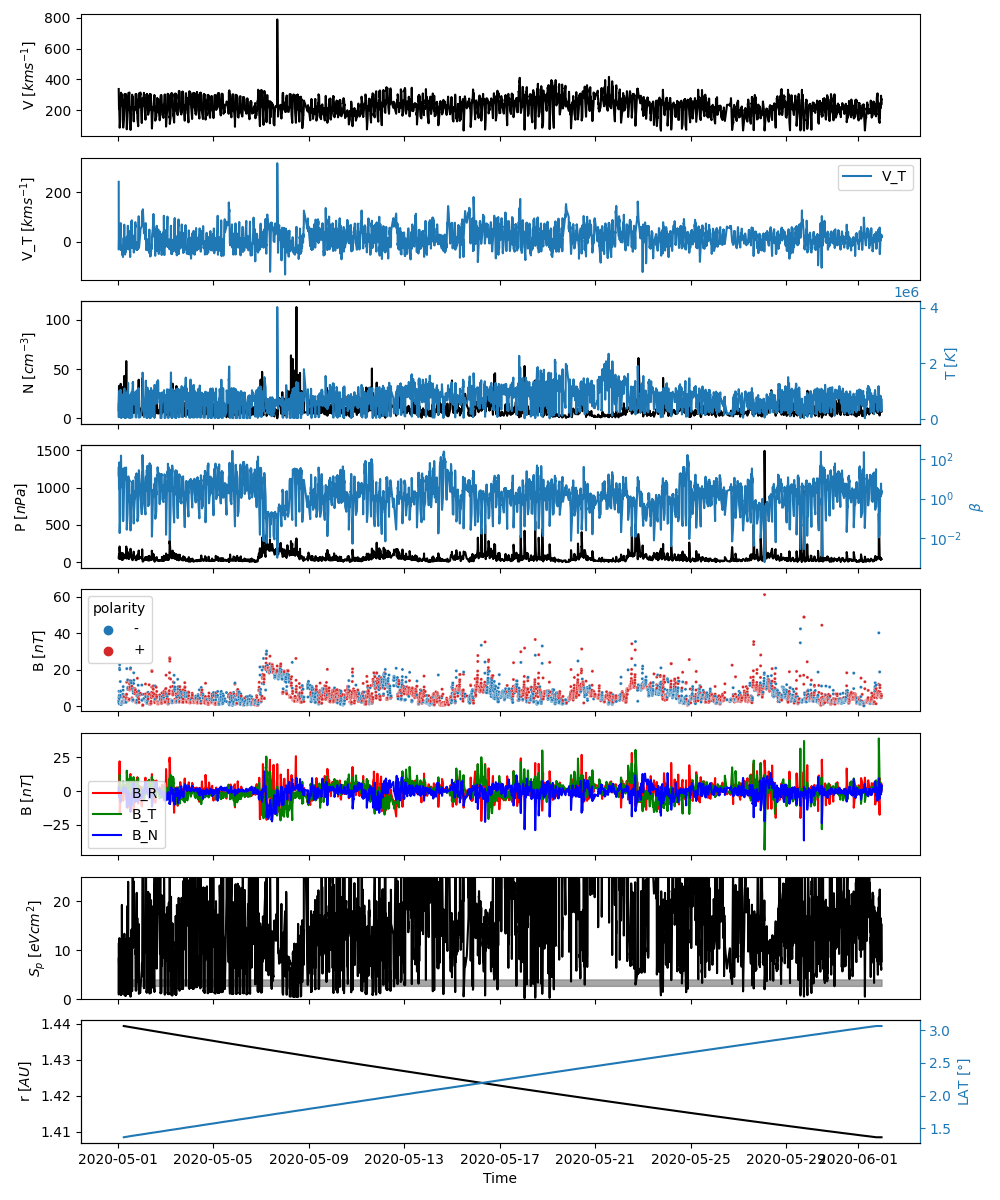 800
600
400
200
V [kms⁻¹]
200
0
V_T [kms⁻¹]
V_T
1e6
100
50
0
N [cm⁻³]
4
2
0
T [K]
1500
1000
500
0
P [nPa]
10²
10⁰
10⁻²
β
60
40
20
0
B [nT]
polarity
-
+
25
0
−25
B [nT]
B_R
B_T
B_N
20
10
0
S_p [eVcm²]
1.44
1.43
1.42
1.41
r [AU]
3.0
2.5
2.0
1.5
LAT [°]
2020-05-01 2020-05-05 2020-05-09 2020-05-13 2020-05-17 2020-05-21 2020-05-25 2020-05-29 2020-06-01
Time